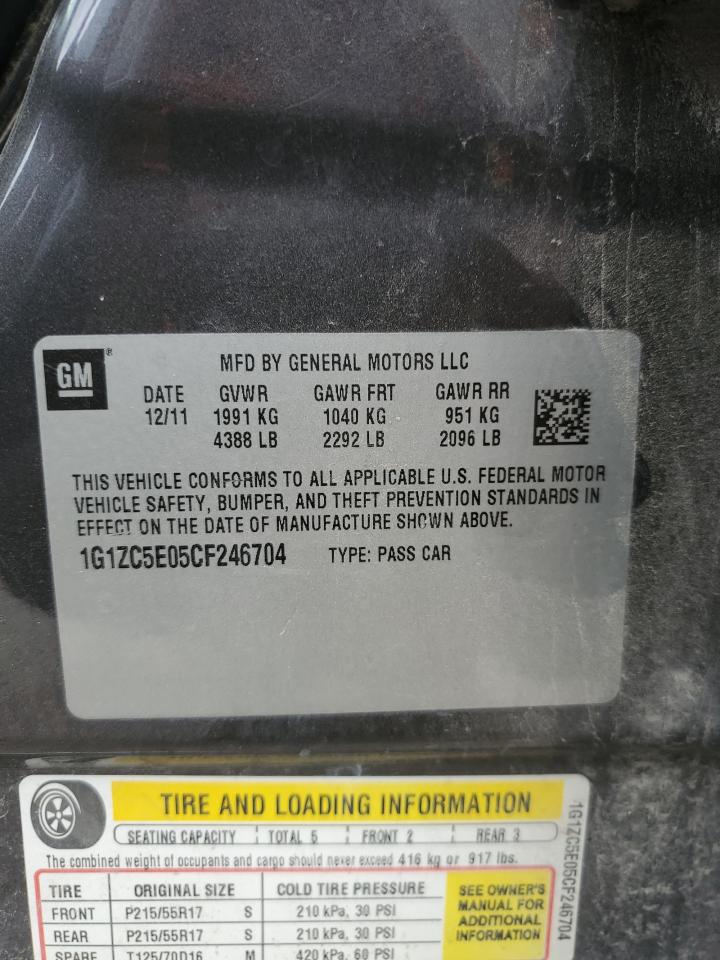 GM ®
MFD BY GENERAL MOTORS LLC
DATE GVWR GAWR FRT GAWR RR
12/11 1991 KG 1040 KG 951 KG
4388 LB 2292 LB 2096 LB
THIS VEHICLE CONFORMS TO ALL APPLICABLE U.S. FEDERAL MOTOR
VEHICLE SAFETY, BUMPER, AND THEFT PREVENTION STANDARDS IN
EFFECT ON THE DATE OF MANUFACTURE SHOWN ABOVE.
1G1ZC5E05CF246704 TYPE: PASS CAR
TIRE AND LOADING INFORMATION
SEATING CAPACITY TOTAL 5 FRONT 2 REAR 3
The combined weight of occupants and cargo should never exceed 416 kg or 917 lbs.
TIRE ORIGINAL SIZE COLD TIRE PRESSURE
FRONT P215/55R17 S 210 kPa, 30 PSI
REAR P215/55R17 S 210 kPa, 30 PSI
SPARE T125/70D16 M 420 kPa, 60 PSI
SEE OWNER'S
MANUAL FOR
ADDITIONAL
INFORMATION
1G1ZC5E05CF246704